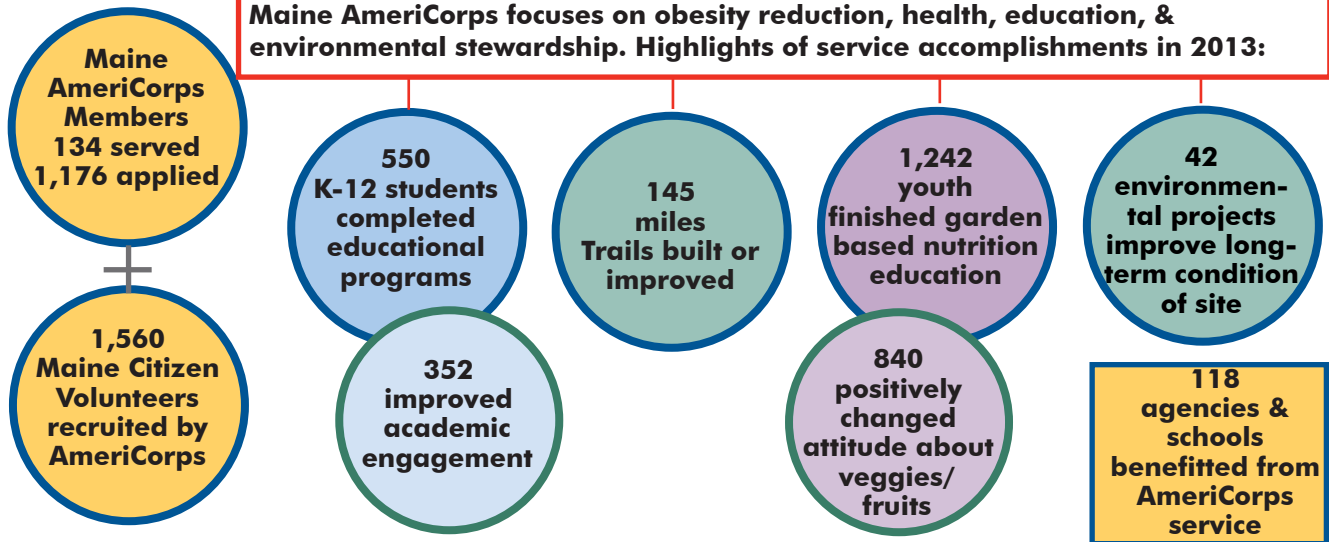 Maine AmeriCorps focuses on obesity reduction, health, education, &
environmental stewardship. Highlights of service accomplishments in 2013:
Maine
AmeriCorps
Members
134 served
1,176 applied
1,560
Maine Citizen
Volunteers
recruited by
AmeriCorps
550
K-12 students
completed
educational
programs
352
improved
academic
engagement
145
miles
Trails built or
improved
1,242
youth
finished garden
based nutrition
education
840
positively
changed
attitude about
veggies/
fruits
42
environmen-
tal projects
improve long-
term condition
of site
118
agencies &
schools
benefitted from
AmeriCorps
service